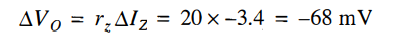 ΔV_O = r_z ΔI_Z = 20 × −3.4 = −68 mV